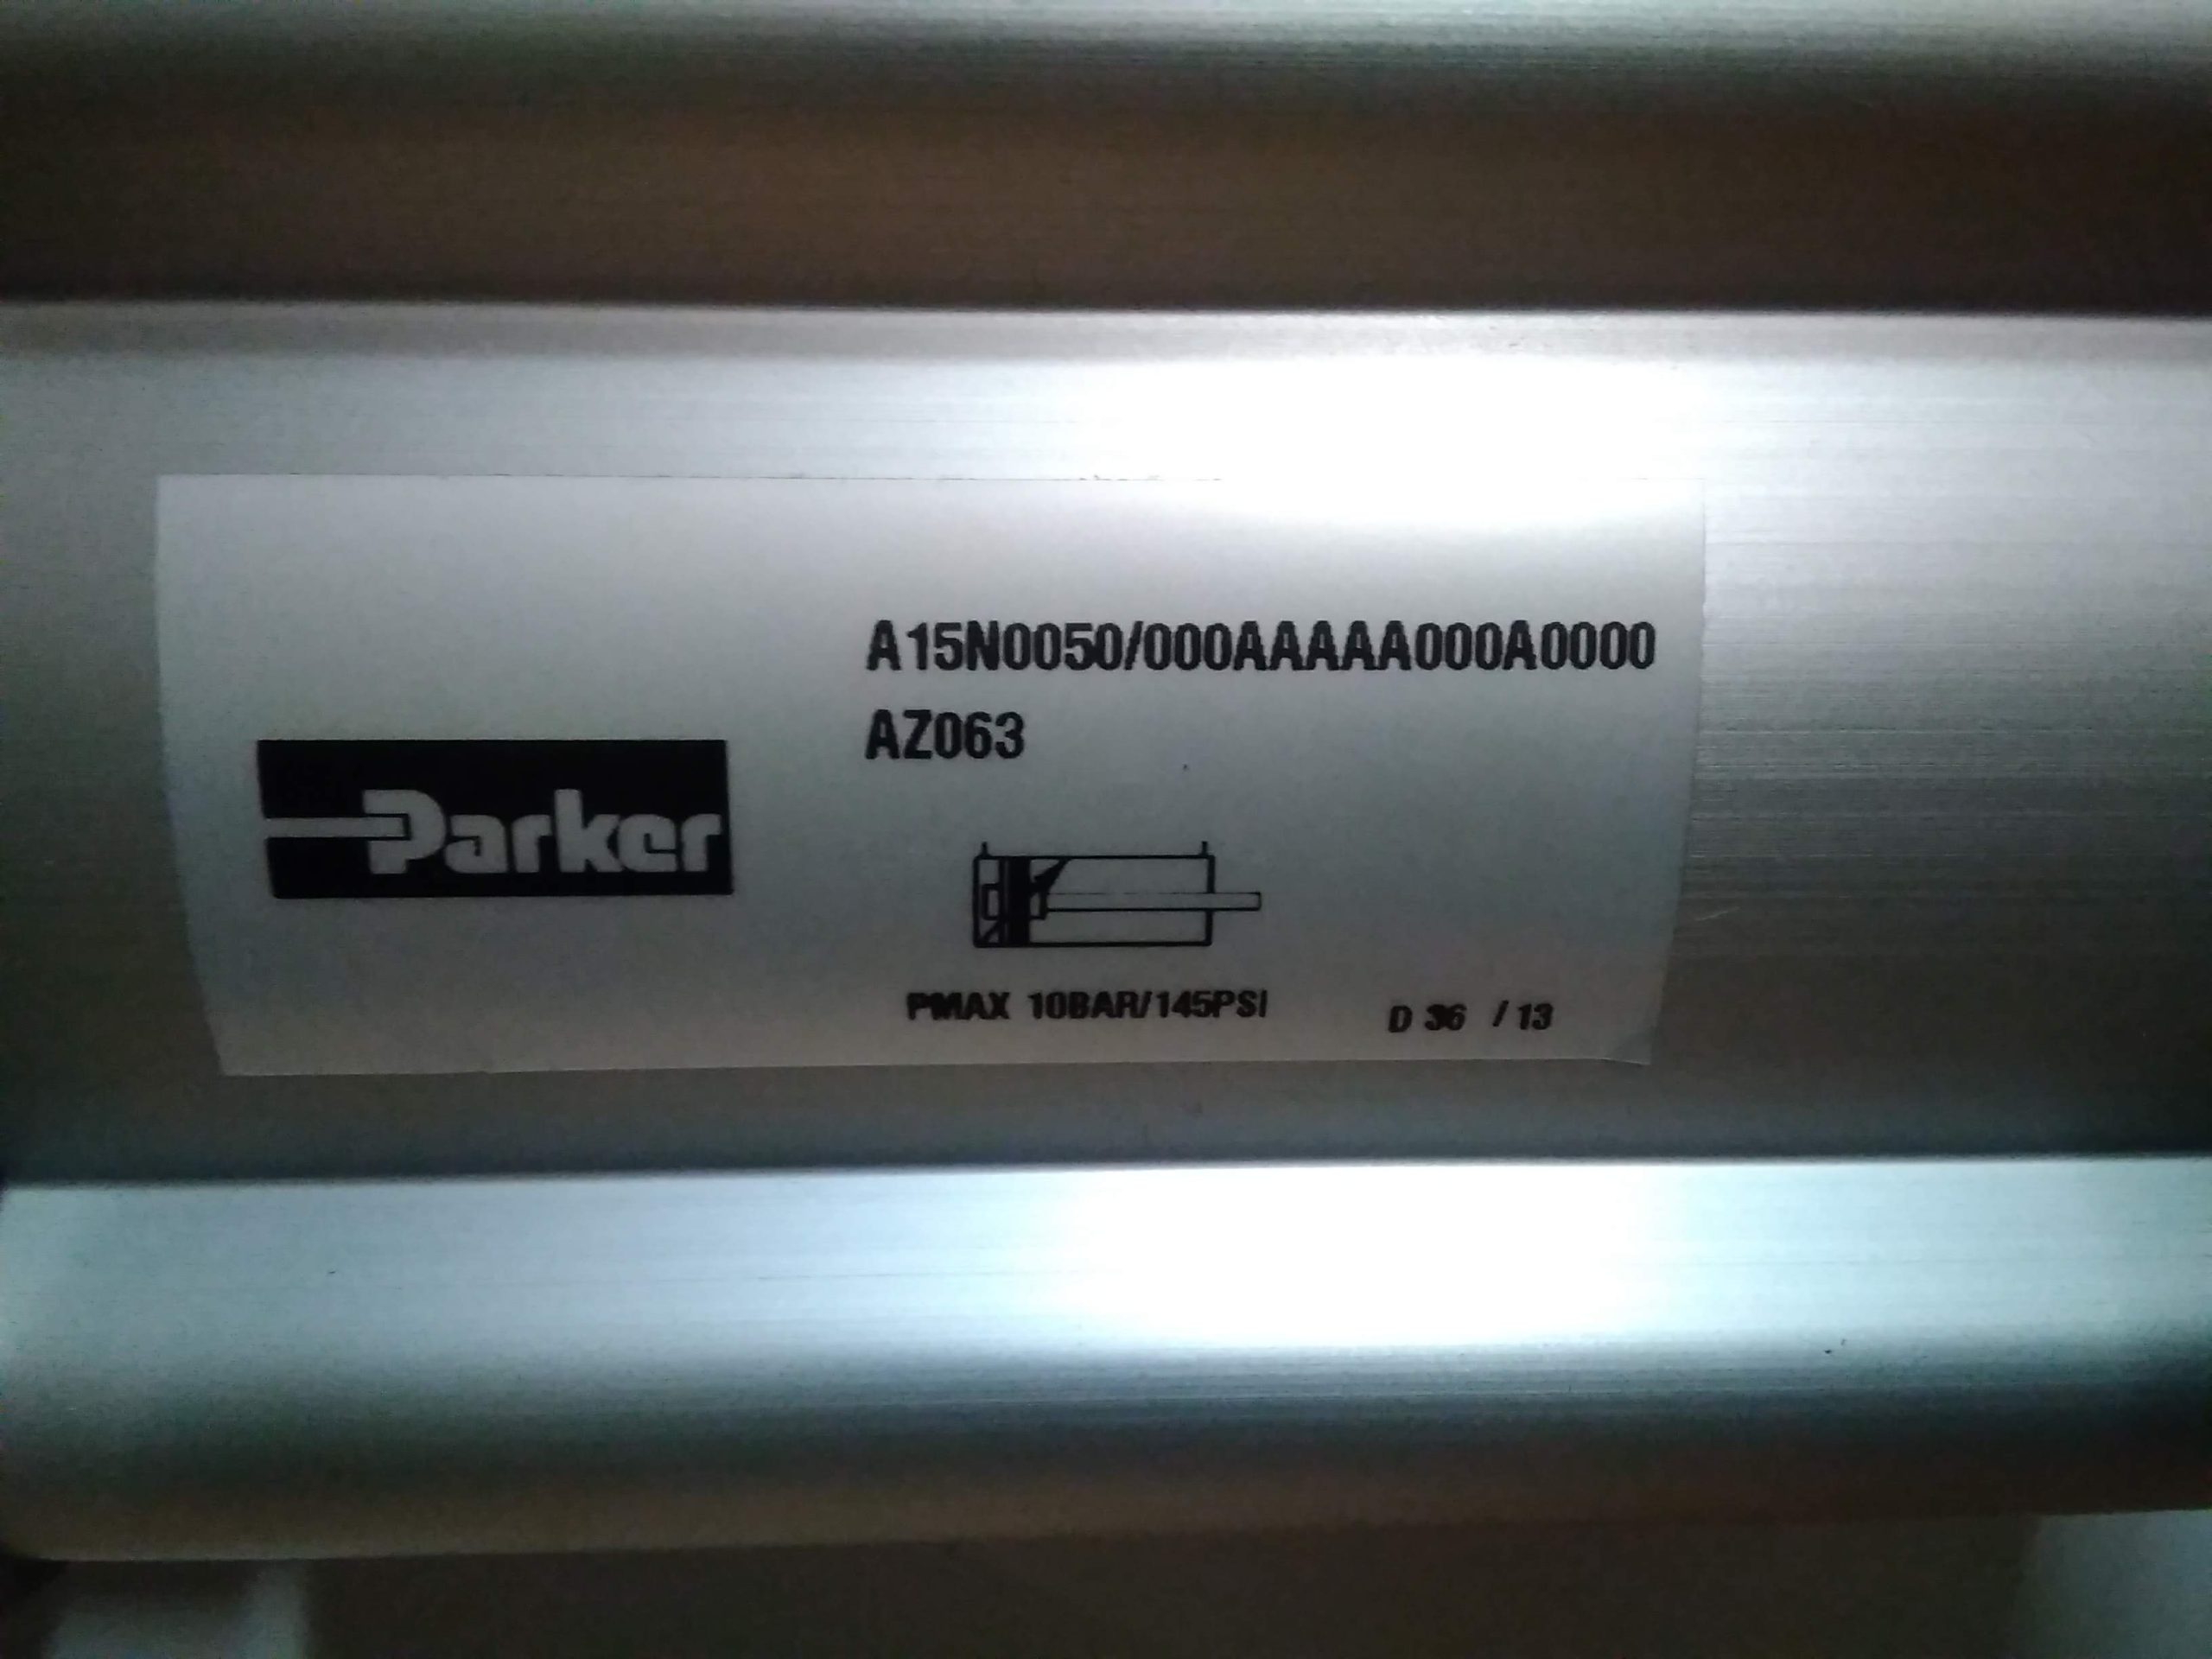 A15N0050/000AAAAA000A0000
AZ063
Parker
PMAX 10BAR/145PSI
D 36 / 13